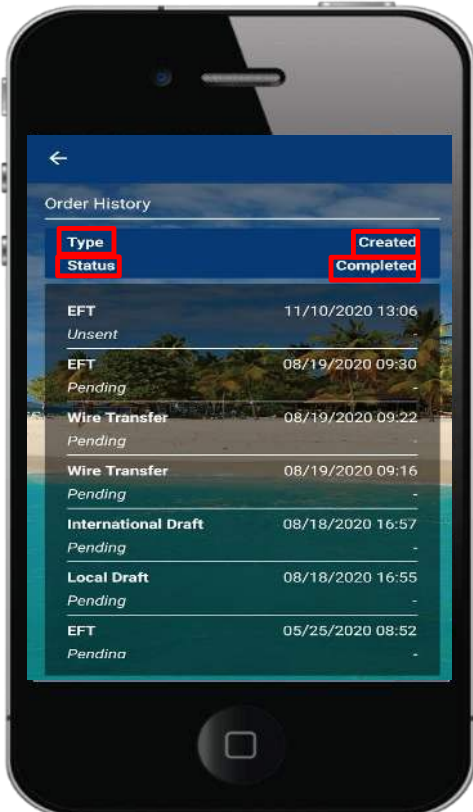 Order History
Type Created
Status Completed
EFT 11/10/2020 13:06
Unsent -
EFT 08/19/2020 09:30
Pending -
Wire Transfer 08/19/2020 09:22
Pending -
Wire Transfer 08/19/2020 09:16
Pending -
International Draft 08/18/2020 16:57
Pending -
Local Draft 08/18/2020 16:55
Pending -
EFT 05/25/2020 08:52
Pending -